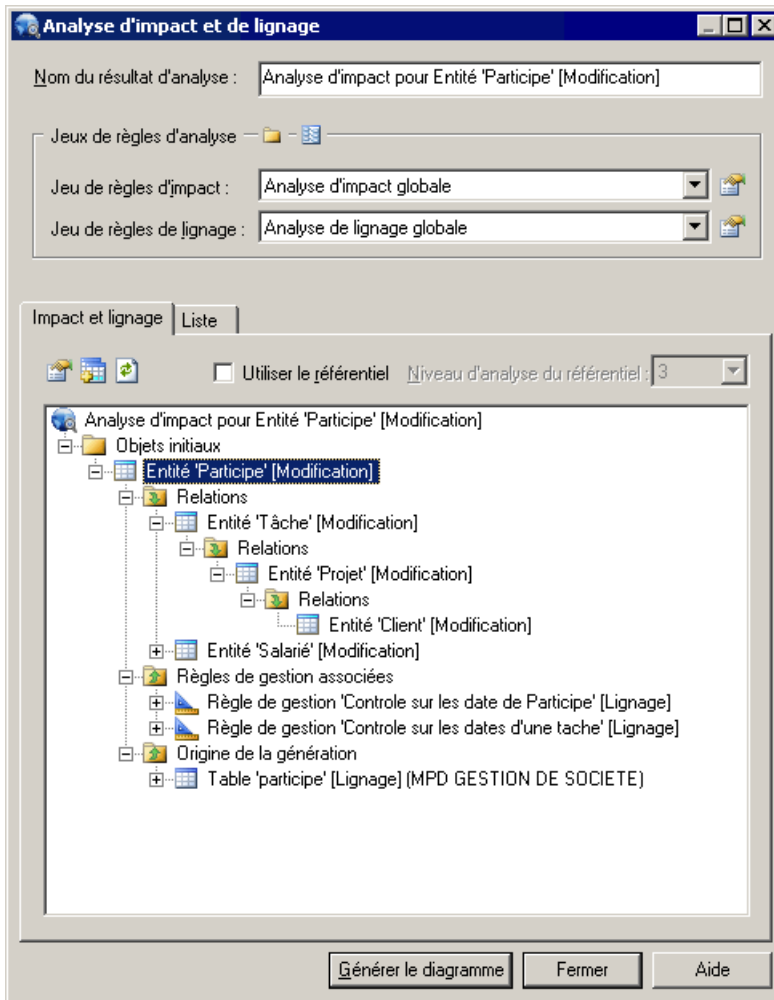 Analyse d'impact et de lignage
Nom du résultat d'analyse : Analyse d'impact pour Entité 'Participe' [Modification]
Jeux de règles d'analyse
Jeu de règles d'impact : Analyse d'impact globale
Jeu de règles de lignage : Analyse de lignage globale
Impact et lignage Liste
Utiliser le référentiel Niveau d'analyse du référentiel : 3
Analyse d'impact pour Entité 'Participe' [Modification]
Objets initiaux
Entité 'Participe' [Modification]
Relations
Entité 'Tâche' [Modification]
Relations
Entité 'Projet' [Modification]
Relations
Entité 'Client' [Modification]
Entité 'Salarié' [Modification]
Règles de gestion associées
Règle de gestion 'Controle sur les date de Participe' [Lignage]
Règle de gestion 'Controle sur les dates d'une tache' [Lignage]
Origine de la génération
Table 'participe' [Lignage] (MPD GESTION DE SOCIETE)
Générer le diagramme Fermer Aide